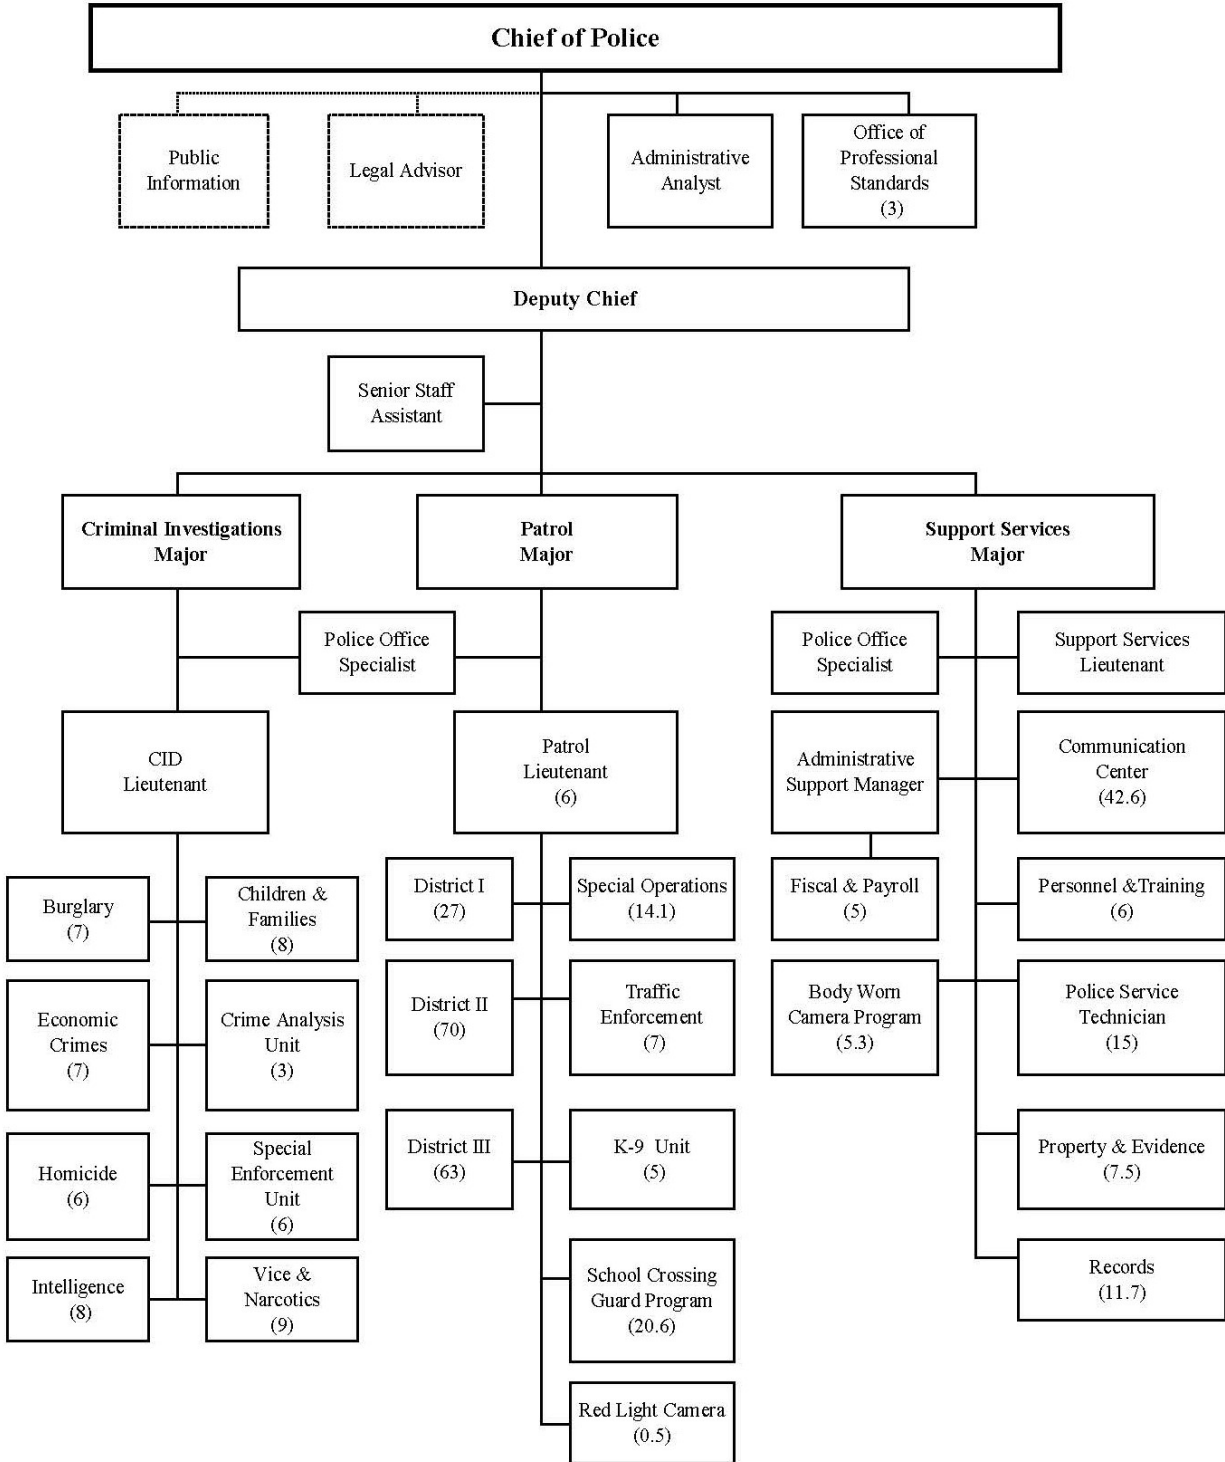 Chief of Police
Public
Information
Legal Advisor
Administrative
Analyst
Office of
Professional
Standards
(3)
Deputy Chief
Senior Staff
Assistant
Criminal Investigations
Major
Patrol
Major
Support Services
Major
Police Office
Specialist
Police Office
Specialist
Support Services
Lieutenant
CID
Lieutenant
Patrol
Lieutenant
(6)
Administrative
Support Manager
Communication
Center
(42.6)
Burglary
(7)
Children &
Families
(8)
District I
(27)
Special Operations
(14.1)
Fiscal & Payroll
(5)
Personnel &Training
(6)
Economic
Crimes
(7)
Crime Analysis
Unit
(3)
District II
(70)
Traffic
Enforcement
(7)
Body Worn
Camera Program
(5.3)
Police Service
Technician
(15)
Homicide
(6)
Special
Enforcement
Unit
(6)
District III
(63)
K-9 Unit
(5)
Property & Evidence
(7.5)
Intelligence
(8)
Vice &
Narcotics
(9)
School Crossing
Guard Program
(20.6)
Records
(11.7)
Red Light Camera
(0.5)